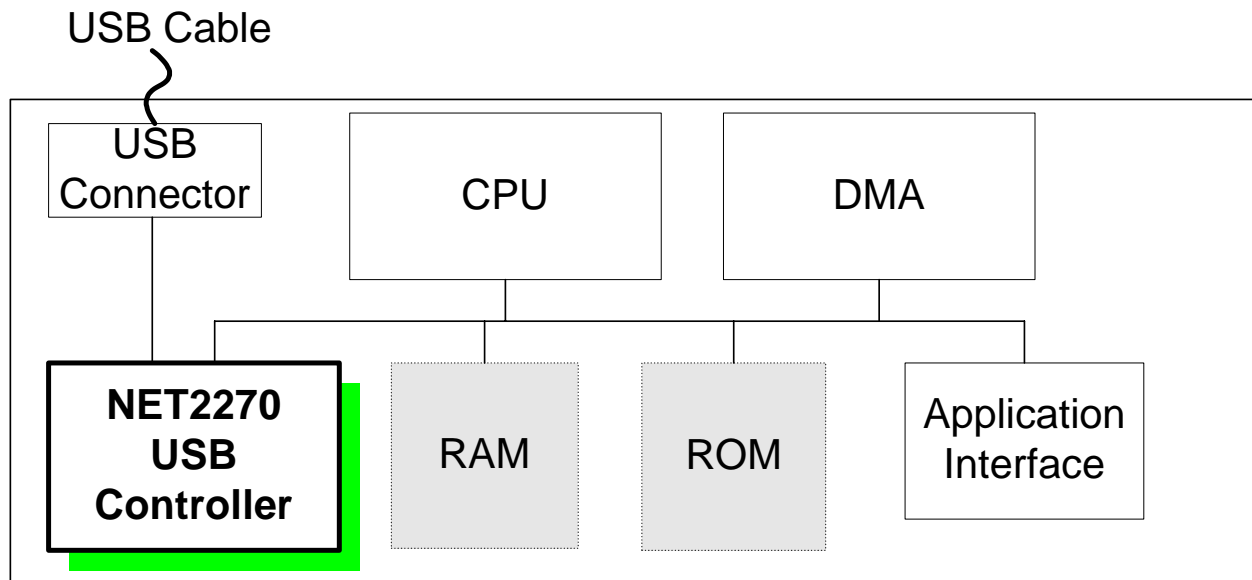 USB Cable
USB
Connector
CPU
DMA
NET2270
USB
Controller
RAM
ROM
Application
Interface